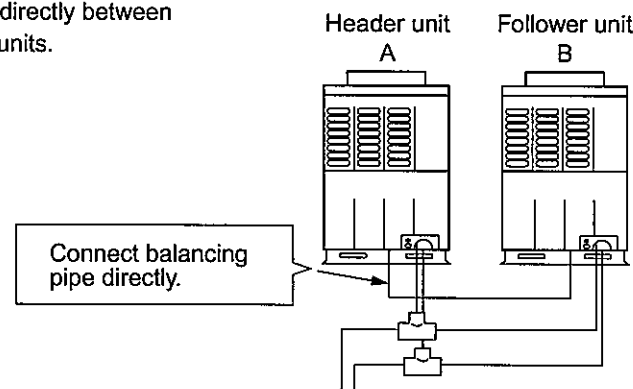 directly between
units.
Header unit
A
Follower unit
B
Connect balancing
pipe directly.